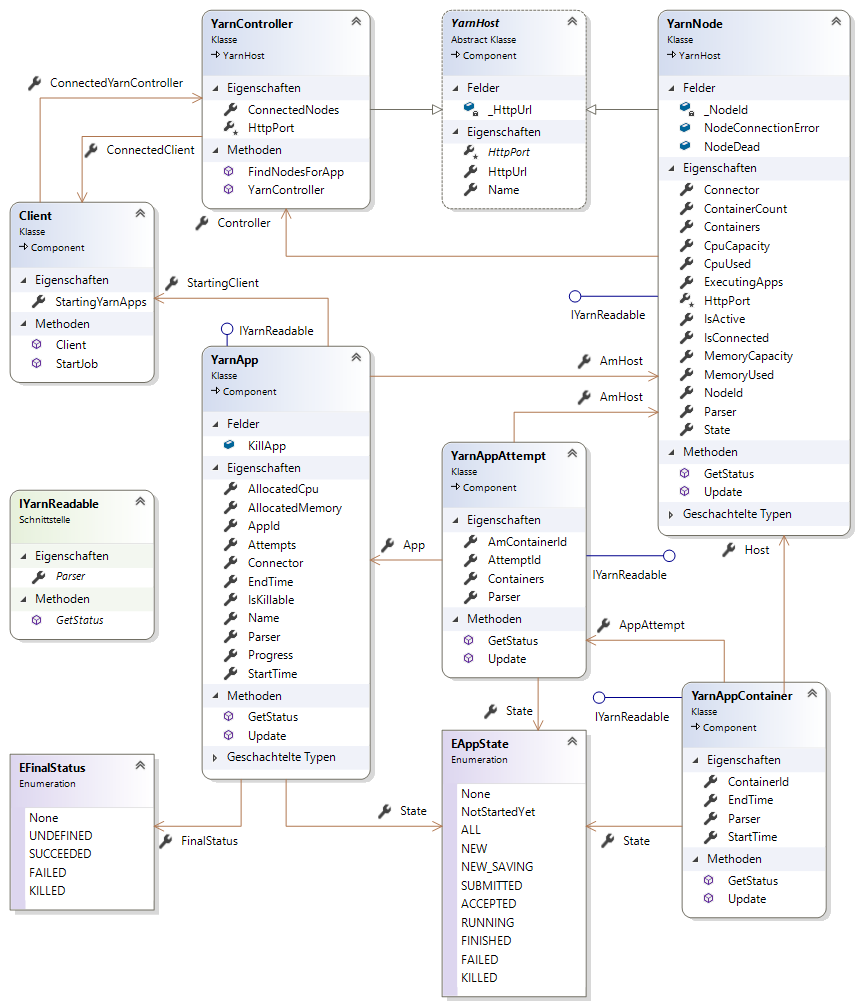 YarnController
Klasse
YarnHost
Eigenschaften
ConnectedNodes
HttpPort
Methoden
FindNodesForApp
YarnController
YarnHost
Abstract Klasse
Component
Felder
_HttpUrl
Eigenschaften
HttpPort
HttpUrl
Name
YarnNode
Klasse
YarnHost
Felder
_NodeId
NodeConnectionError
NodeDead
Eigenschaften
Connector
ContainerCount
Containers
CpuCapacity
CpuUsed
ExecutingApps
HttpPort
IsActive
IsConnected
MemoryCapacity
MemoryUsed
NodeId
Parser
State
Methoden
GetStatus
Update
Geschachtelte Typen
ConnectedYarnController
ConnectedClient
Controller
Client
Klasse
Component
Eigenschaften
StartingYarnApps
Methoden
Client
StartJob
StartingClient
IYarnReadable
IYarnReadable
YarnApp
Klasse
Component
Felder
KillApp
Eigenschaften
AllocatedCpu
AllocatedMemory
AppId
Attempts
Connector
EndTime
IsKillable
Name
Parser
Progress
StartTime
Methoden
GetStatus
Update
Geschachtelte Typen
AmHost
AmHost
YarnAppAttempt
Klasse
Component
Eigenschaften
AmContainerId
AttemptId
Containers
Parser
Methoden
GetStatus
Update
App
IYarnReadable
Host
IYarnReadable
Schnittstelle
Eigenschaften
Parser
Methoden
GetStatus
AppAttempt
IYarnReadable
State
YarnAppContainer
Klasse
Component
Eigenschaften
ContainerId
EndTime
Parser
StartTime
Methoden
GetStatus
Update
EFinalStatus
Enumeration
None
UNDEFINED
SUCCEEDED
FAILED
KILLED
FinalStatus
State
EAppState
Enumeration
None
NotStartedYet
ALL
NEW
NEW_SAVING
SUBMITTED
ACCEPTED
RUNNING
FINISHED
FAILED
KILLED
State